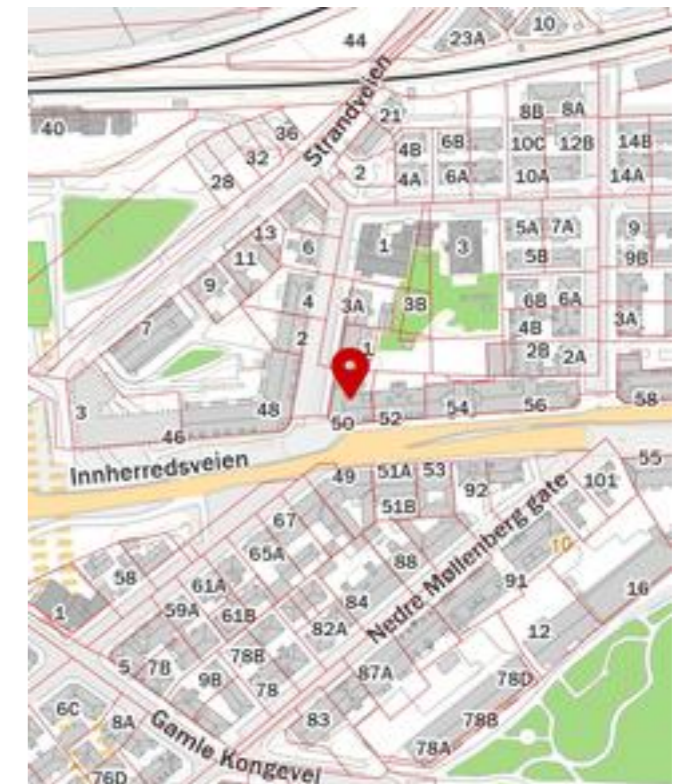 44
23A
10
Strandveien
21
8B
8A
40
36
32
28
2
4B
6B
10C
12B
14B
4A
6A
10A
14A
13
6
11
9
1
3
5A
7A
9
5B
9B
4
3A
3B
6B
6A
7
2
1
4B
3A
2B
2A
3
48
46
50
52
54
56
58
Innherredsveien
49
51A
53
55
92
101
51B
67
10
65A
88
Nedre Møllenberg gate
58
61A
91
16
1
59A
61B
84
82A
12
5
7B
78B
87A
9B
78
78D
6C
8A
83
78B
Gamle Kongevei
78A
76D